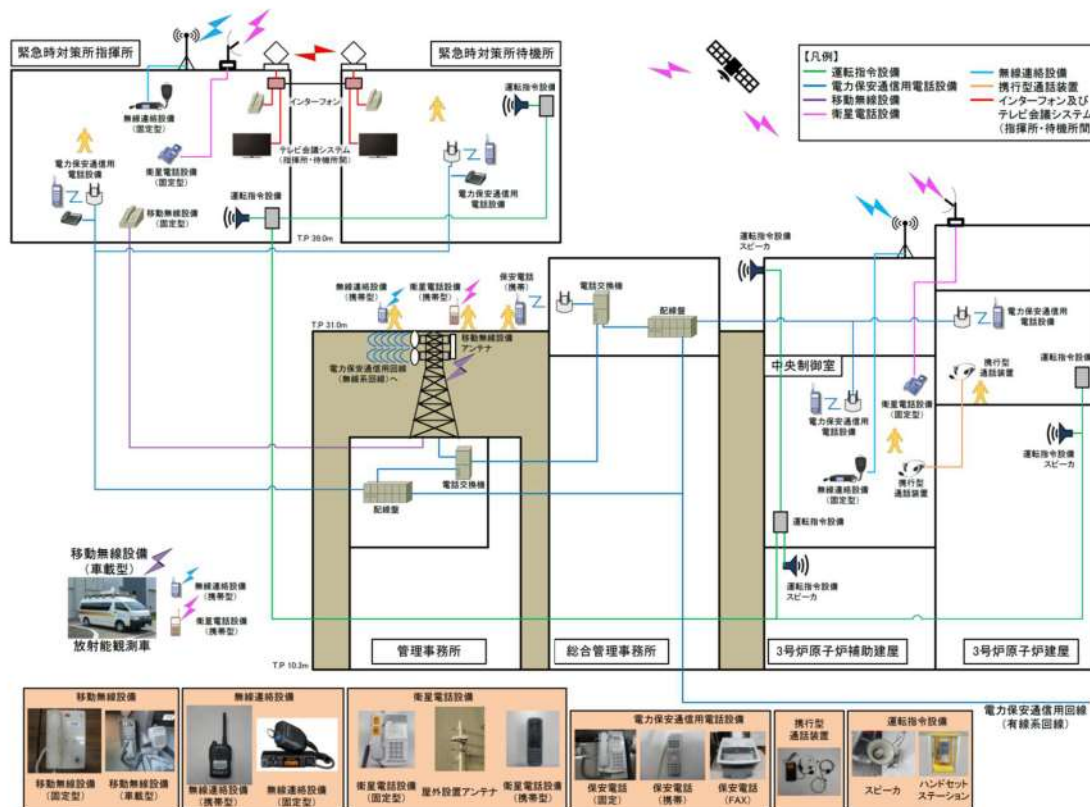 緊急時対策所指揮所
緊急時対策所待機所
【凡例】
運転指令設備
電力保安通信用電話設備
移動無線設備
衛星電話設備
無線連絡設備
携行型通話装置
インターフォン及び
テレビ会議システム
(指揮所・待機所間)
無線連絡設備
(固定型)
インターフォン
運転指令設備
電力保安通信用
電話設備
衛星電話設備
(固定型)
テレビ会議システム
(指揮所・待機所間)
移動無線設備
(固定型)
運転指令設備
電力保安通信用
電話設備
T.P 39.0m
無線連絡設備
(携帯型)
衛星電話設備
(携帯型)
保安電話
(携帯)
T.P 31.0m
移動無線設備
アンテナ
電力保安通信用回線
(無線系回線)へ
電話交換機
配線盤
電話交換機
配線盤
運転指令設備
スピーカ
中央制御室
電力保安通信用
電話設備
衛星電話設備
(固定型)
無線連絡設備
(固定型)
携行型
通話装置
運転指令設備
運転指令設備
スピーカ
電力保安通信用
電話設備
携行型
通話装置
運転指令設備
運転指令設備
スピーカ
移動無線設備
(車載型)
無線連絡設備
(携帯型)
衛星電話設備
(携帯型)
放射能観測車
T.P 10.3m
管理事務所
総合管理事務所
3号炉原子炉補助建屋
3号炉原子炉建屋
電力保安通信用回線
(有線系回線)
移動無線設備
移動無線設備
(固定型)
移動無線設備
(車載型)
無線連絡設備
無線連絡設備
(携帯型)
無線連絡設備
(固定型)
衛星電話設備
衛星電話設備
(固定型)
屋外設置アンテナ
衛星電話設備
(携帯型)
電力保安通信用電話設備
保安電話
(固定)
保安電話
(携帯)
保安電話
(FAX)
携行型
通話装置
運転指令設備
スピーカ
ハンドセット
ステーション